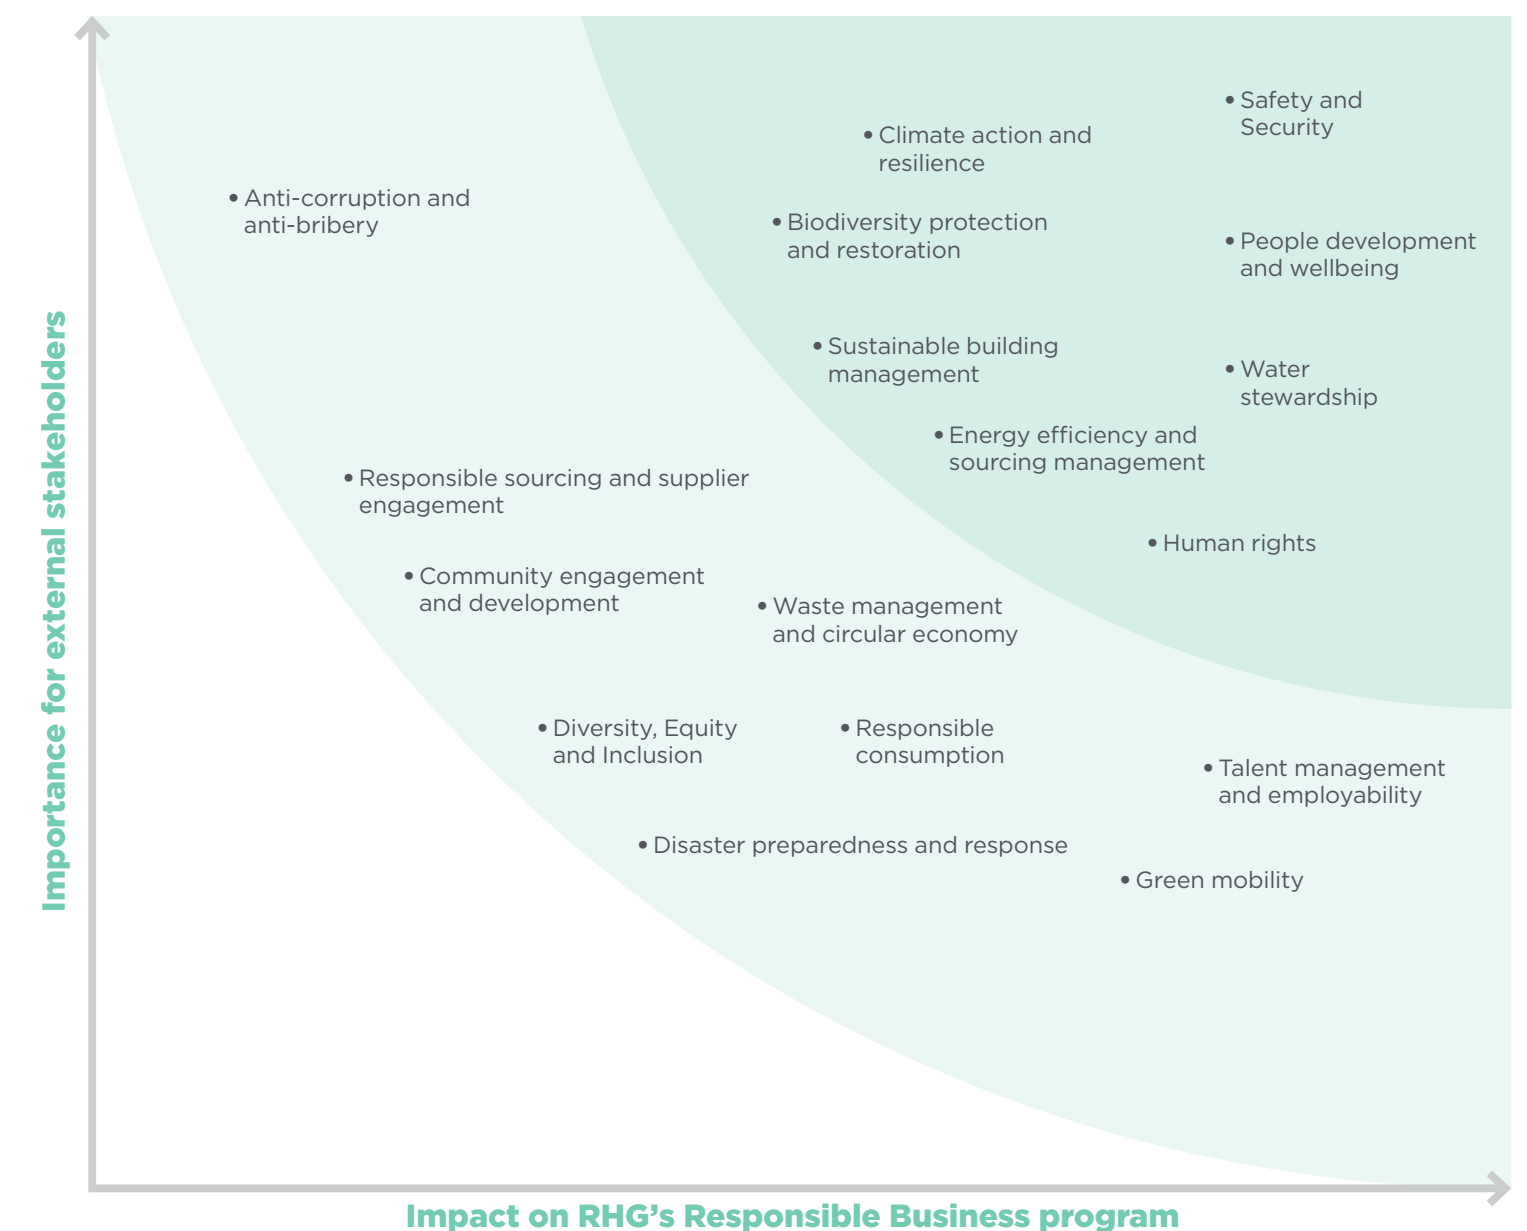 Safety and
Security
Climate action and
resilience
Anti-corruption and
anti-bribery
Biodiversity protection
and restoration
People development
and wellbeing
Sustainable building
management
Water
stewardship
Energy efficiency and
sourcing management
Responsible sourcing and supplier
engagement
Human rights
Community engagement
and development
Waste management
and circular economy
Diversity, Equity
and Inclusion
Responsible
consumption
Talent management
and employability
Disaster preparedness and response
Green mobility
Importance for external stakeholders
Impact on RHG's Responsible Business program